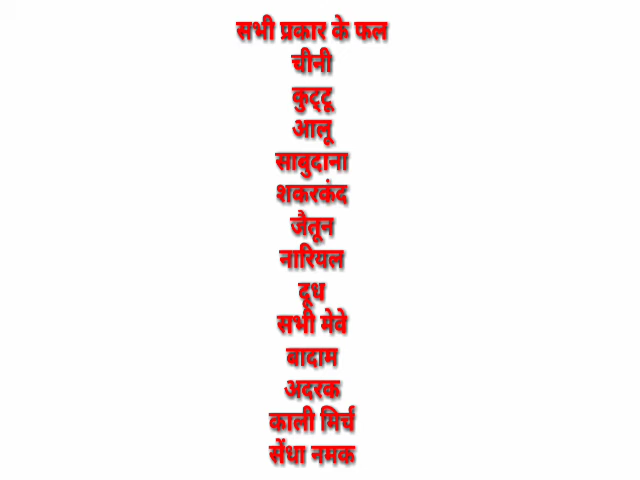 सभी प्रकार के फल
चीनी
कुट्टू
आलू
साबुदाना
शकरकंद
जैतून
नारियल
दूध
सभी मेवे
बादाम
अदरक
काली मिर्च
सेंधा नमक